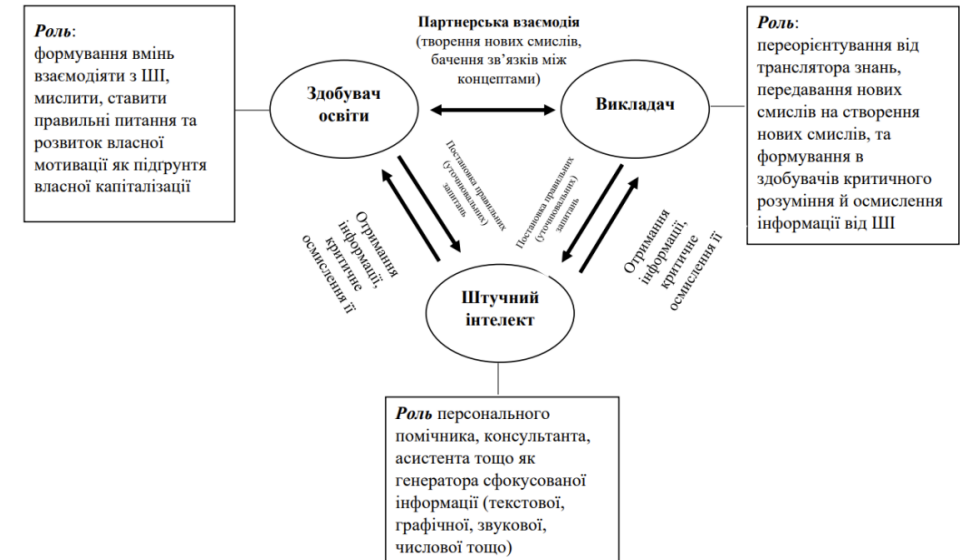 Роль:
формування вмінь
взаємодіяти з ШІ,
мислити, ставити
правильні питання та
розвиток власної
мотивації як підґрунтя
власної капіталізації
Партнерська взаємодія
(творення нових смислів,
бачення зв’язків між
концептами)
Роль:
переорієнтування від
транслятора знань,
передавання нових
смислів на створення
нових смислів, та
формування в
здобувачів критичного
розуміння й осмислення
інформації від ШІ
Здобувач
освіти
Викладач
Постановка правильних
(уточнювальних)
запитань
Постановка правильних
(уточнювальних)
запитань
Отримання
інформації,
критичне
осмислення її
Отримання
інформації,
критичне
осмислення її
Штучний
інтелект
Роль персонального
помічника, консультанта,
асистента тощо як
генератора сфокусованої
інформації (текстової,
графічної, звукової,
числової тощо)